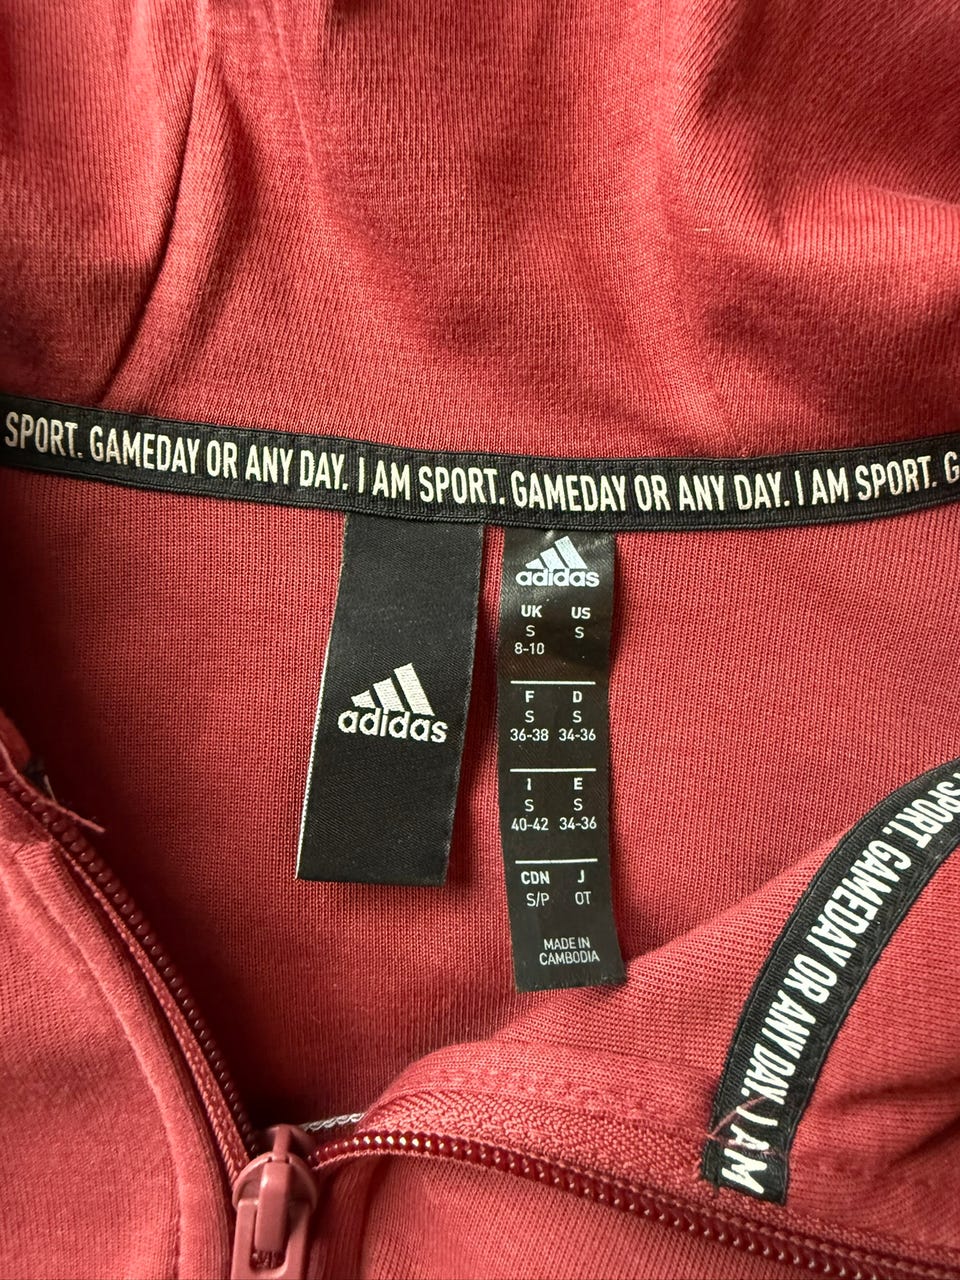 SPORT. GAMEDAY OR ANY DAY. I AM SPORT. GAMEDAY OR ANY DAY. I AM SPORT. G
adidas
adidas
UK US
S S
8-10
F D
S S
36-38 34-36
I E
S S
40-42 34-36
CDN J
S/P OT
MADE IN
CAMBODIA
SPORT. GAMEDAY OR ANY DAY. I AM